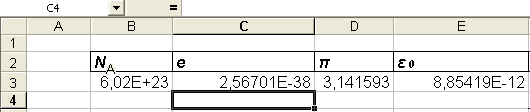 C4 =
A B C D E
1
2 N_A e π ε₀
3 6,02E+23 2,56701E-38 3,141593 8,85419E-12
4